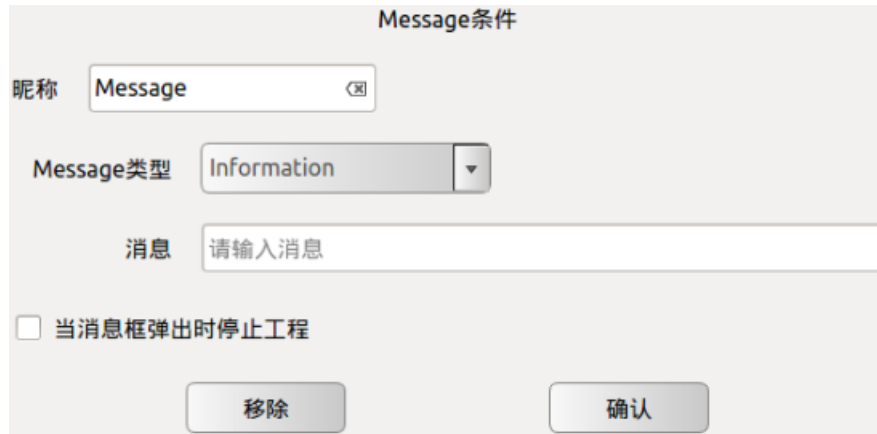 Message条件
昵称 Message
Message类型 Information
消息 请输入消息
当消息框弹出时停止工程
移除 确认